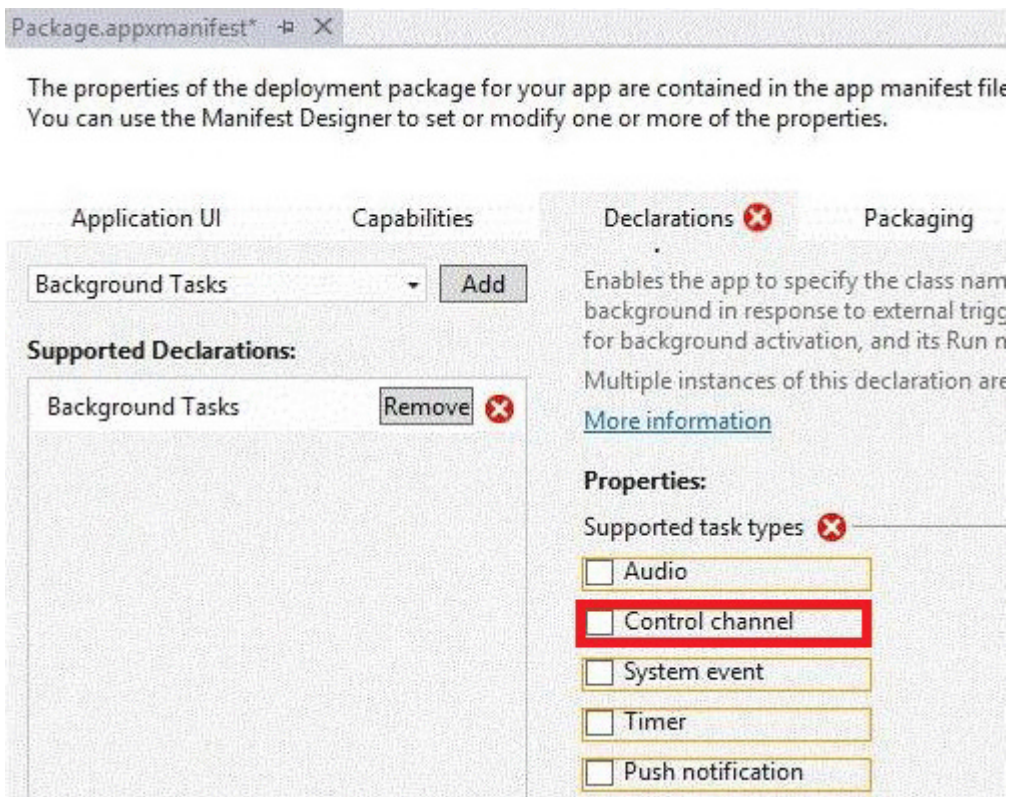 Package.appxmanifest*
The properties of the deployment package for your app are contained in the app manifest file
You can use the Manifest Designer to set or modify one or more of the properties.
Application UI Capabilities Declarations Packaging
Background Tasks Add
Enables the app to specify the class nam
background in response to external trigg
for background activation, and its Run n
Supported Declarations:
Multiple instances of this declaration are
Background Tasks Remove
More information
Properties:
Supported task types
Audio
Control channel
System event
Timer
Push notification